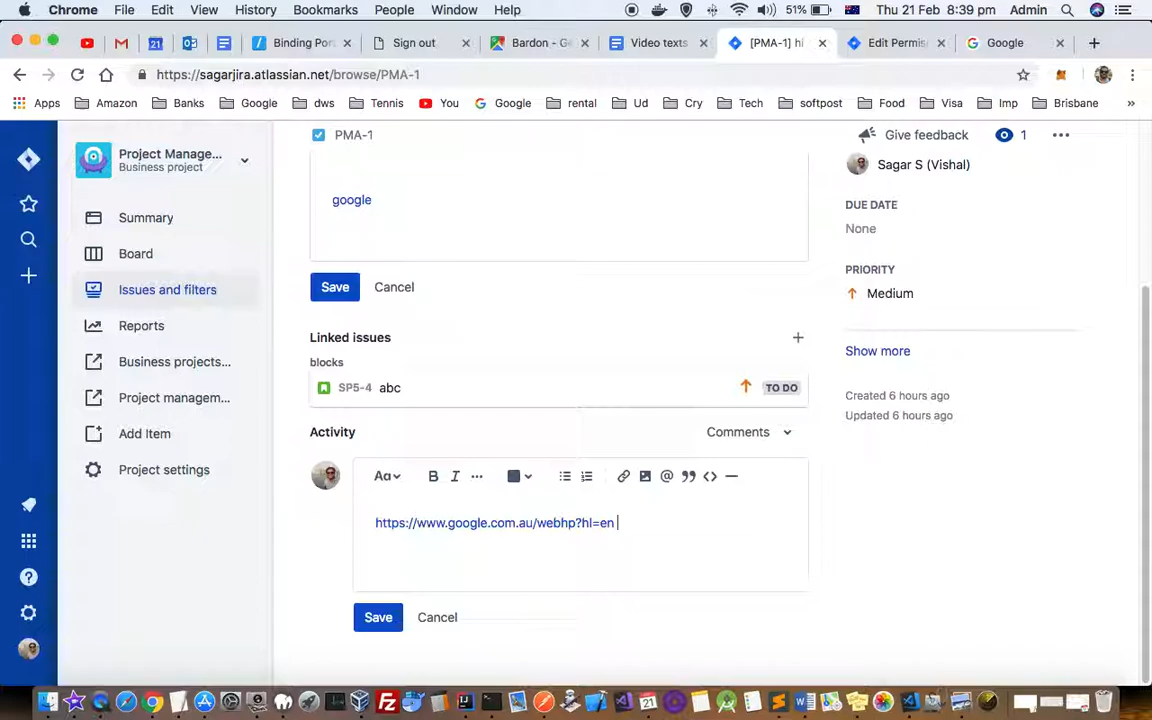 Chrome File Edit View History Bookmarks People Window Help 51% Thu 21 Feb 8:39 pm Admin
Sign out
Bardon - G
Video texts
[PMA-1] hi
Edit Permis
Google
https://sagarjira.atlassian.net/browse/PMA-1
Apps Amazon Banks Google dws Tennis You Google rental Ud Cry Tech softpost Food Visa Imp Brisbane »
Project Manage...
Business project
Summary
Board
Issues and filters
Reports
Business projects...
Project managem...
Add Item
Project settings
PMA-1
google
Save Cancel
Linked issues
blocks
SP5-4 abc TO DO
Activity Comments
Aa B I ... @
https://www.google.com.au/webhp?hl=en
Save Cancel
Give feedback 1
Sagar S (Vishal)
DUE DATE
None
PRIORITY
Medium
Show more
Created 6 hours ago
Updated 6 hours ago